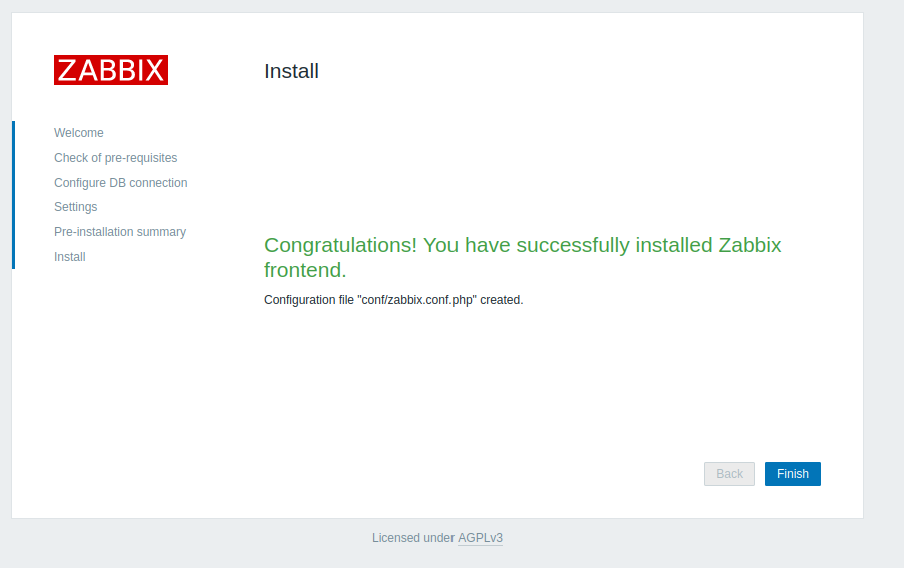 ZABBIX
Install
Welcome
Check of pre-requisites
Configure DB connection
Settings
Pre-installation summary
Install
Congratulations! You have successfully installed Zabbix
frontend.
Configuration file "conf/zabbix.conf.php" created.
Back
Finish
Licensed under AGPLv3